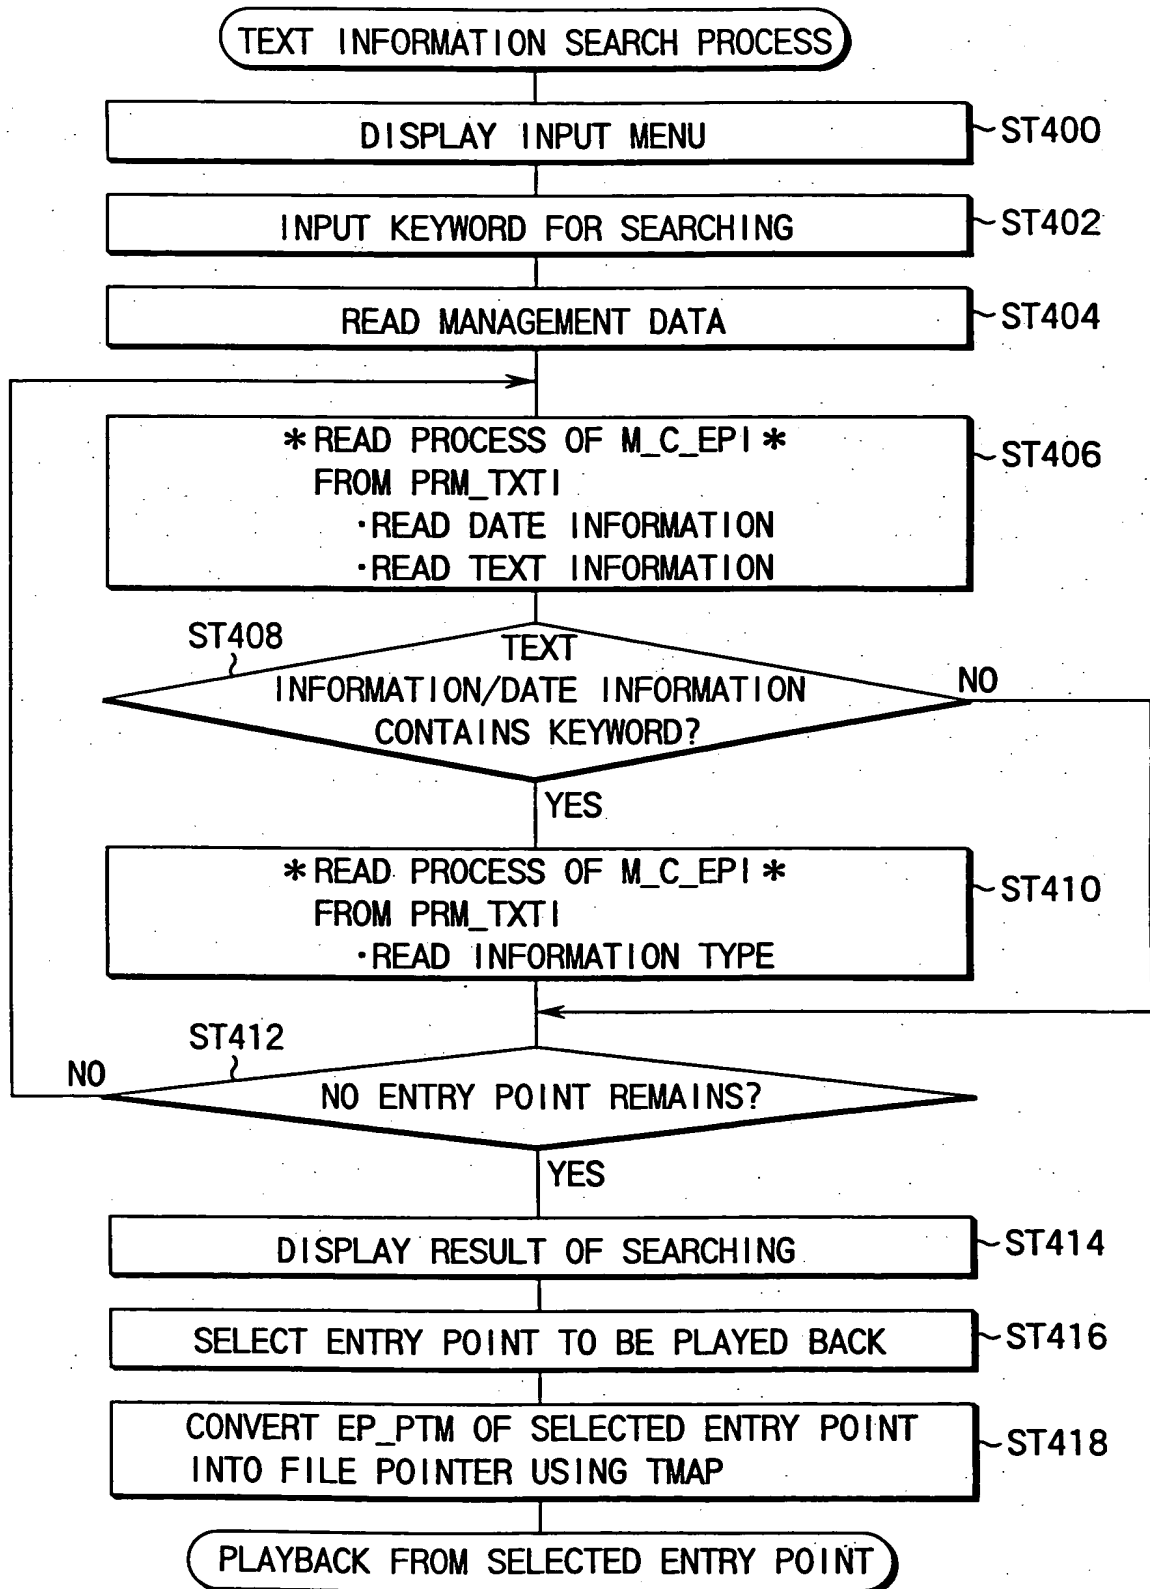 TEXT INFORMATION SEARCH PROCESS
DISPLAY INPUT MENU
ST400
INPUT KEYWORD FOR SEARCHING
ST402
READ MANAGEMENT DATA
ST404
*READ PROCESS OF M_C_EPI*
FROM PRM_TXTI
·READ DATE INFORMATION
·READ TEXT INFORMATION
ST406
ST408
TEXT
INFORMATION/DATE INFORMATION
CONTAINS KEYWORD?
NO
YES
*READ PROCESS OF M_C_EPI*
FROM PRM_TXTI
·READ INFORMATION TYPE
ST410
ST412
NO
NO ENTRY POINT REMAINS?
YES
DISPLAY RESULT OF SEARCHING
ST414
SELECT ENTRY POINT TO BE PLAYED BACK
ST416
CONVERT EP_PTM OF SELECTED ENTRY POINT
INTO FILE POINTER USING TMAP
ST418
PLAYBACK FROM SELECTED ENTRY POINT